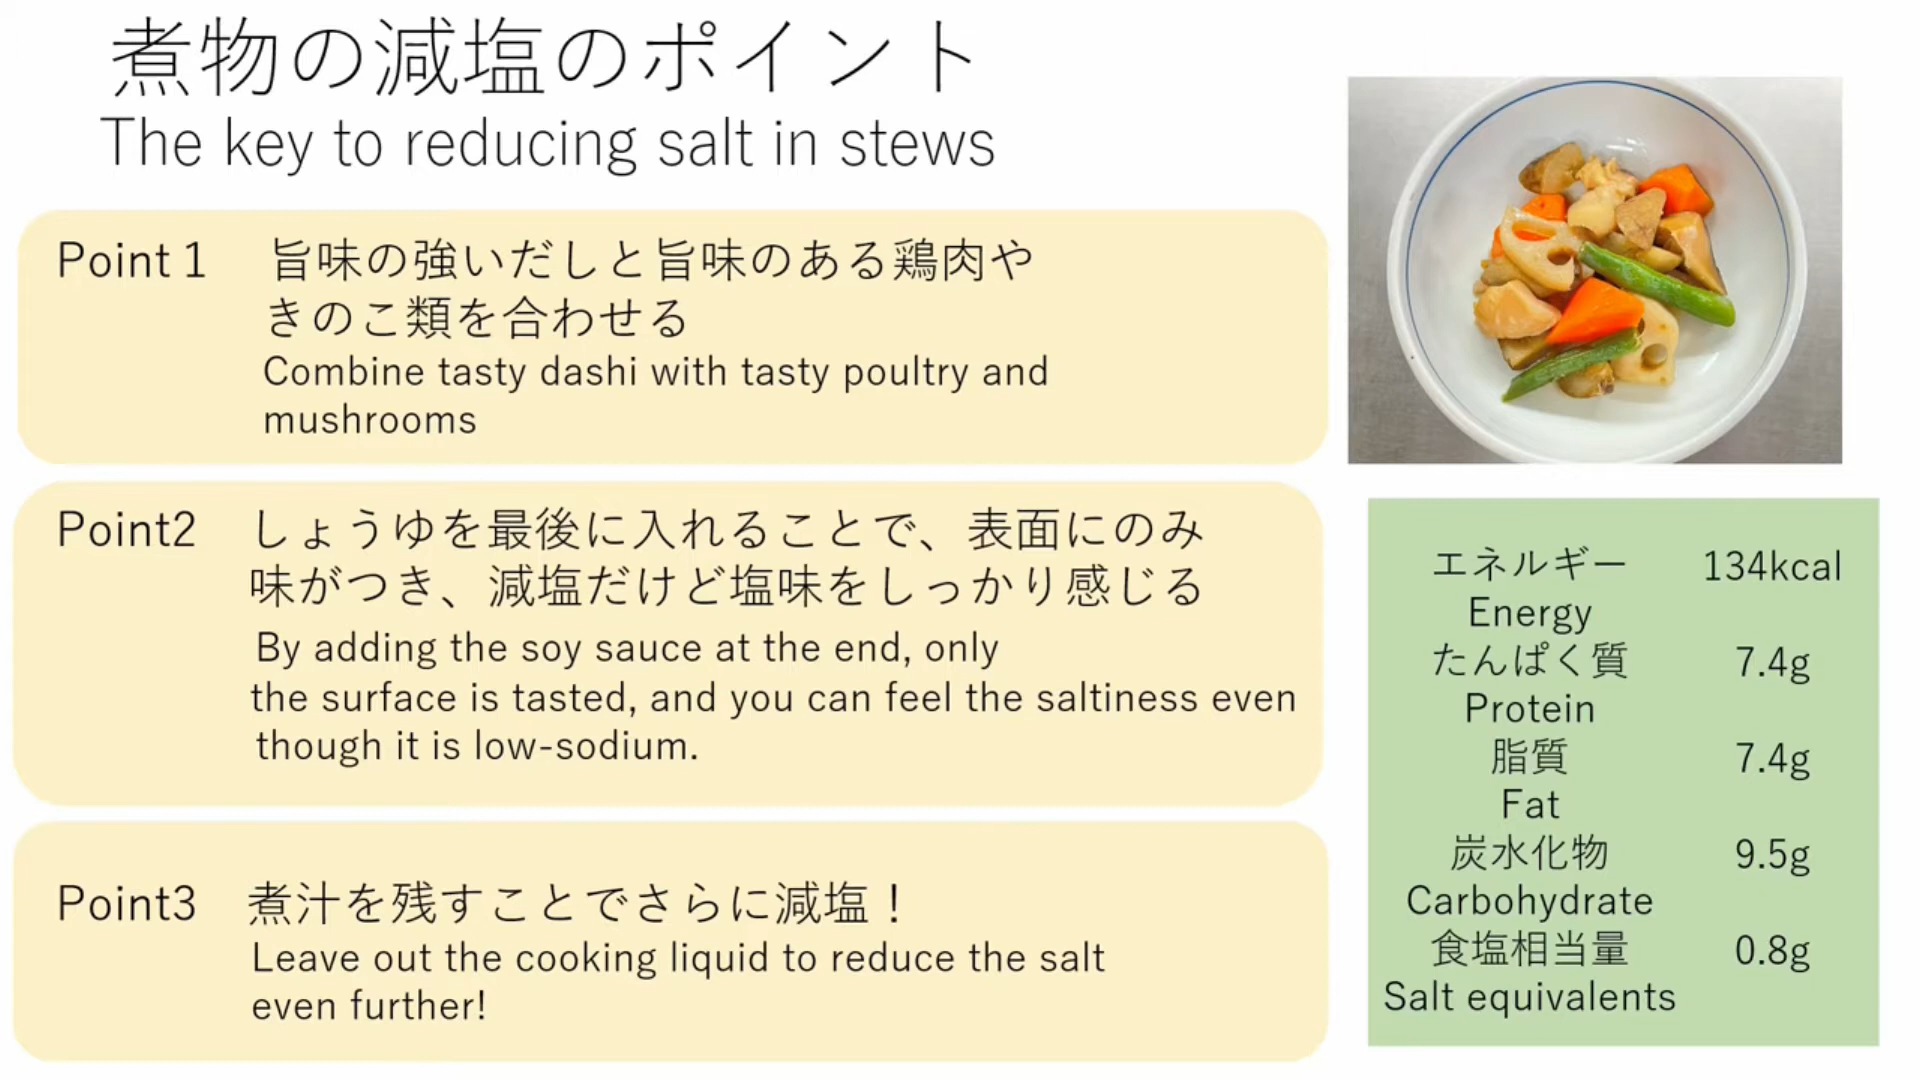 煮物の減塩のポイント
The key to reducing salt in stews
Point 1 旨味の強いだしと旨味のある鶏肉や
きのこ類を合わせる
Combine tasty dashi with tasty poultry and
mushrooms
Point2 しょうゆを最後に入れることで、表面にのみ
味がつき、減塩だけど塩味をしっかり感じる
By adding the soy sauce at the end, only
the surface is tasted, and you can feel the saltiness even
though it is low-sodium.
Point3 煮汁を残すことでさらに減塩！
Leave out the cooking liquid to reduce the salt
even further!
エネルギー 134kcal
Energy
たんぱく質 7.4g
Protein
脂質 7.4g
Fat
炭水化物 9.5g
Carbohydrate
食塩相当量 0.8g
Salt equivalents